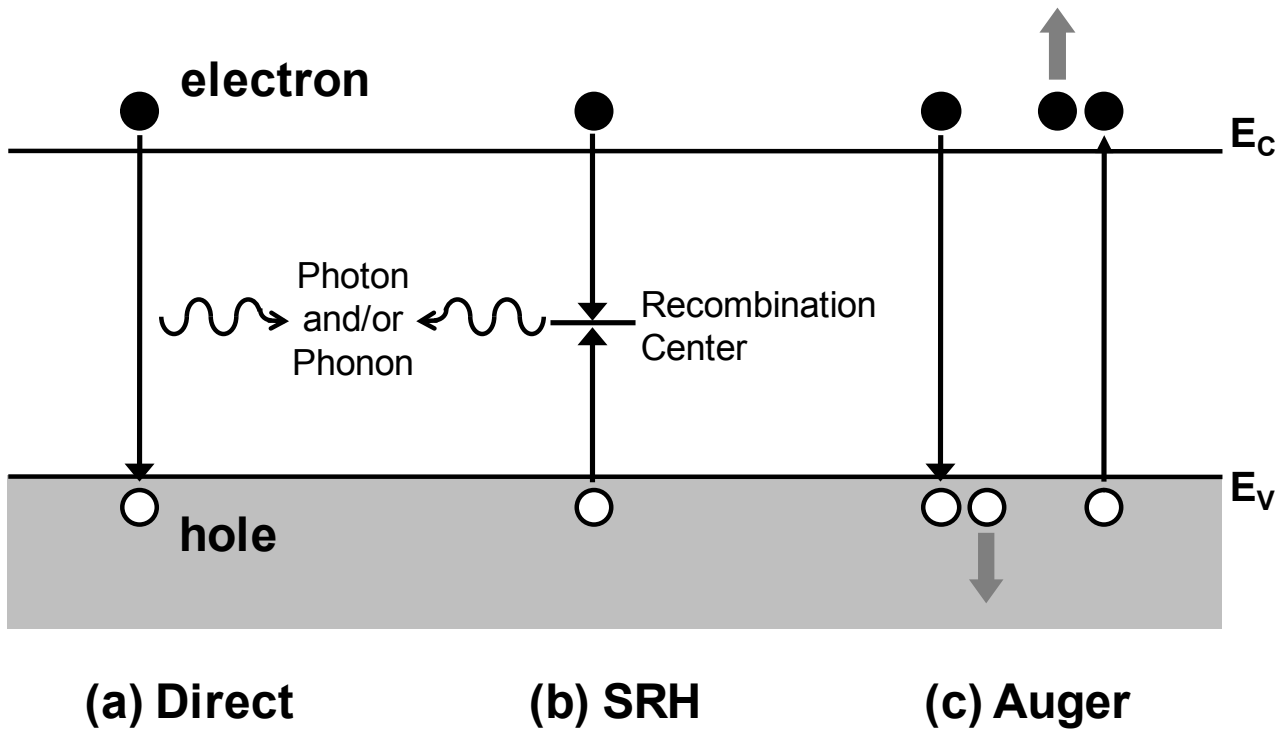 electron
E_C
Photon
and/or
Phonon
Recombination
Center
E_V
hole
(a) Direct
(b) SRH
(c) Auger